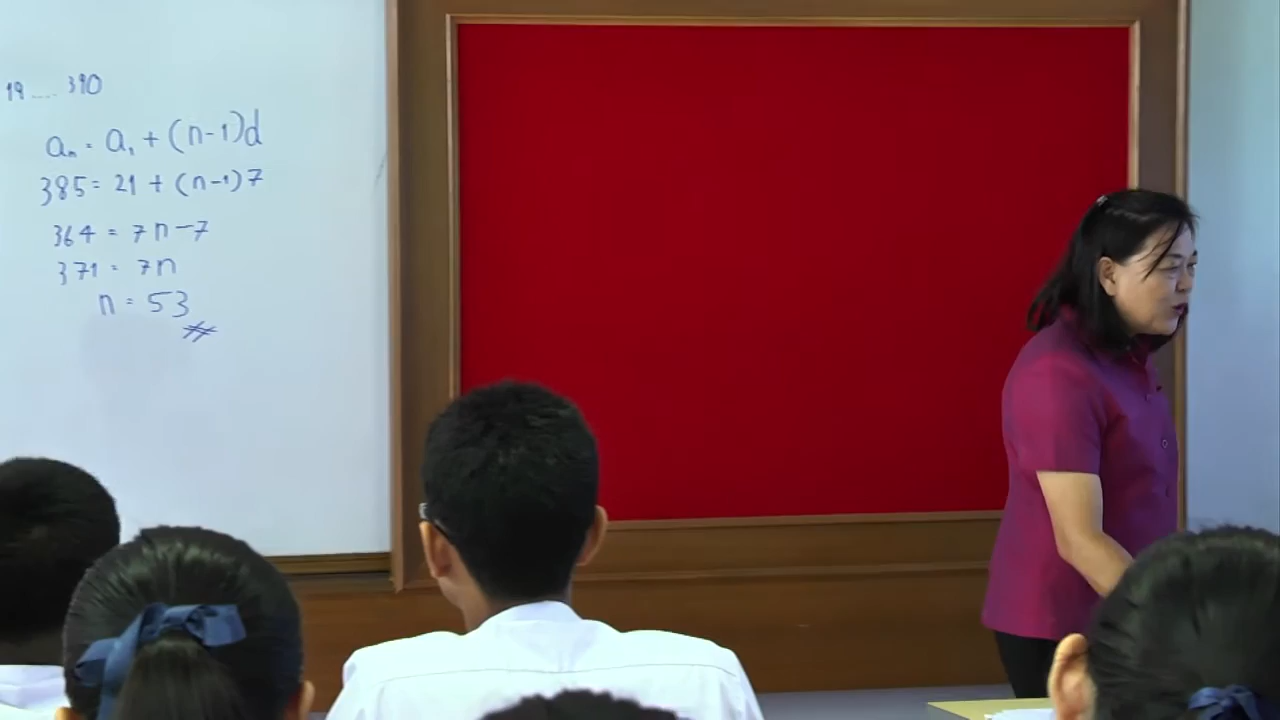 19 .... 390
aₙ = a₁ + (n-1)d
385 = 21 + (n-1)7
364 = 7n - 7
371 = 7n
n = 53
#